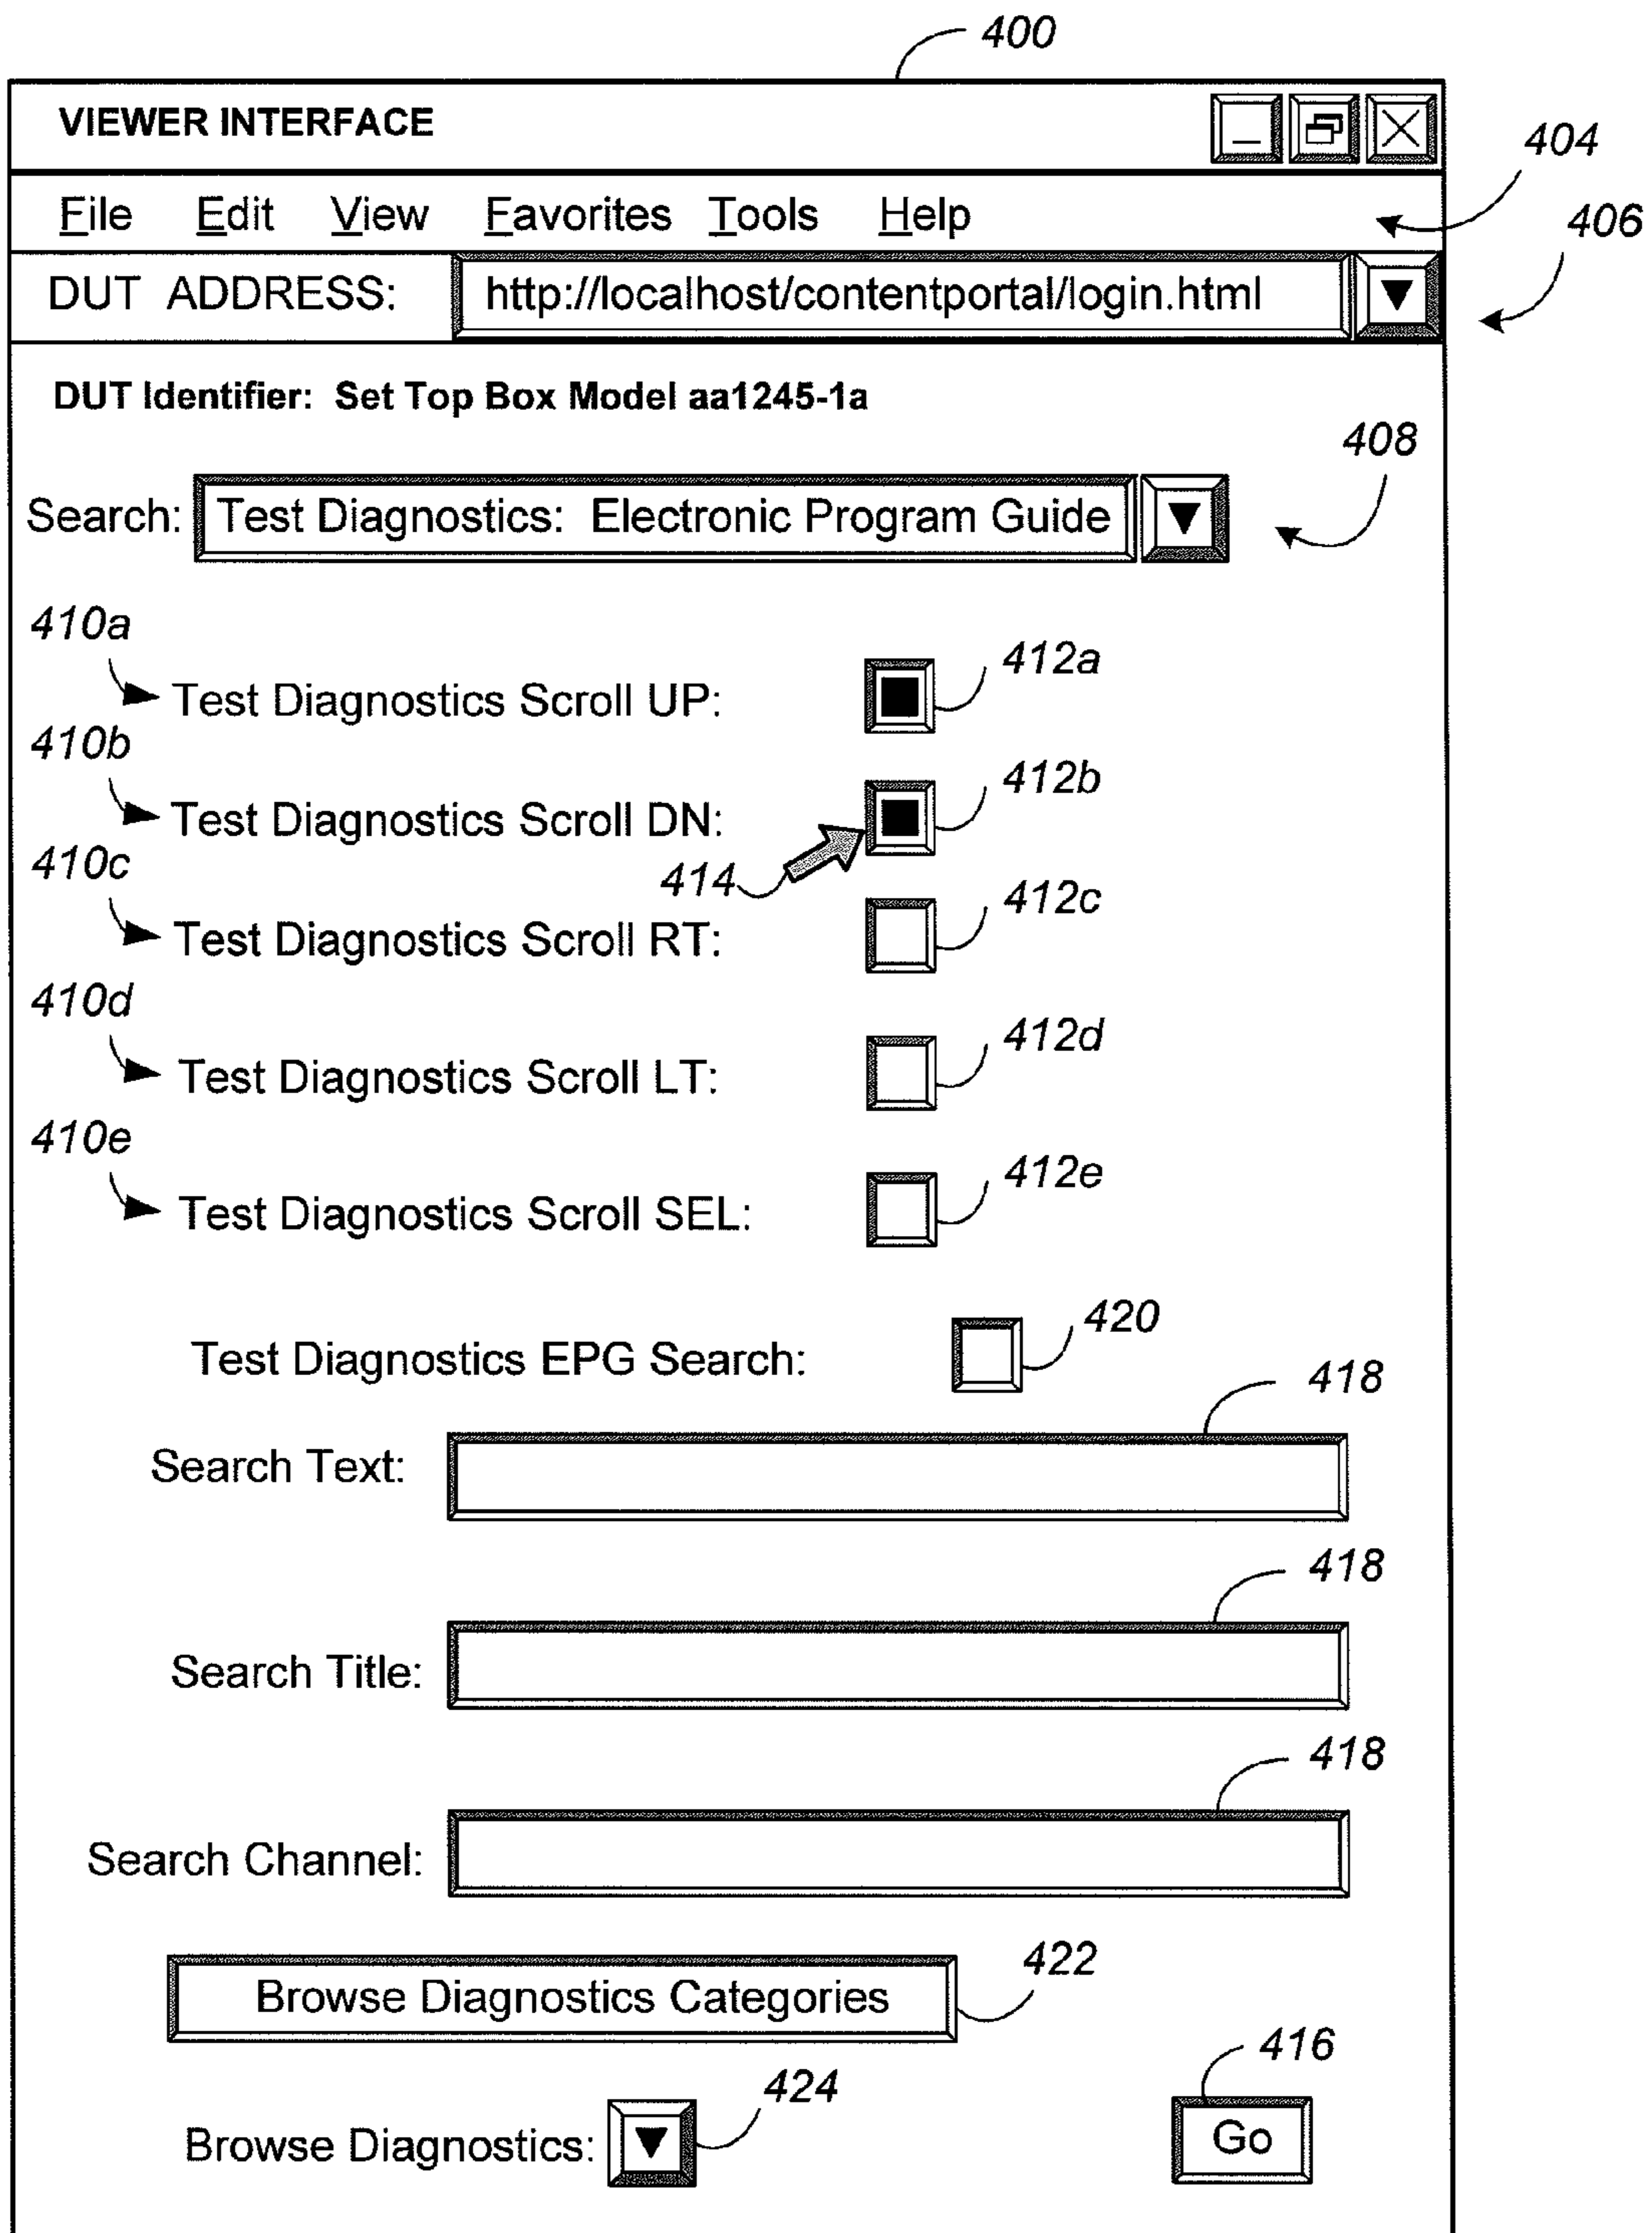 400
VIEWER INTERFACE
404
File Edit View Favorites Tools Help
406
DUT ADDRESS: http://localhost/contentportal/login.html
DUT Identifier: Set Top Box Model aa1245-1a
408
Search: Test Diagnostics: Electronic Program Guide
410a
412a
Test Diagnostics Scroll UP:
410b
412b
Test Diagnostics Scroll DN:
410c
414
412c
Test Diagnostics Scroll RT:
410d
412d
Test Diagnostics Scroll LT:
410e
412e
Test Diagnostics Scroll SEL:
420
Test Diagnostics EPG Search:
418
Search Text:
418
Search Title:
418
Search Channel:
422
Browse Diagnostics Categories
416
424
Browse Diagnostics:
Go